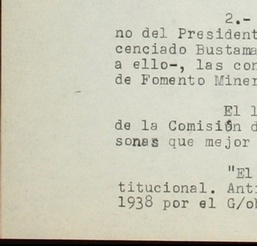 2.-
no del President
cenciado Bustama
a ello-, las con
de Fomento Miner
El l
de la Comisión d
sonas que mejor
"El
titucional. Anti
1938 por el G/ob